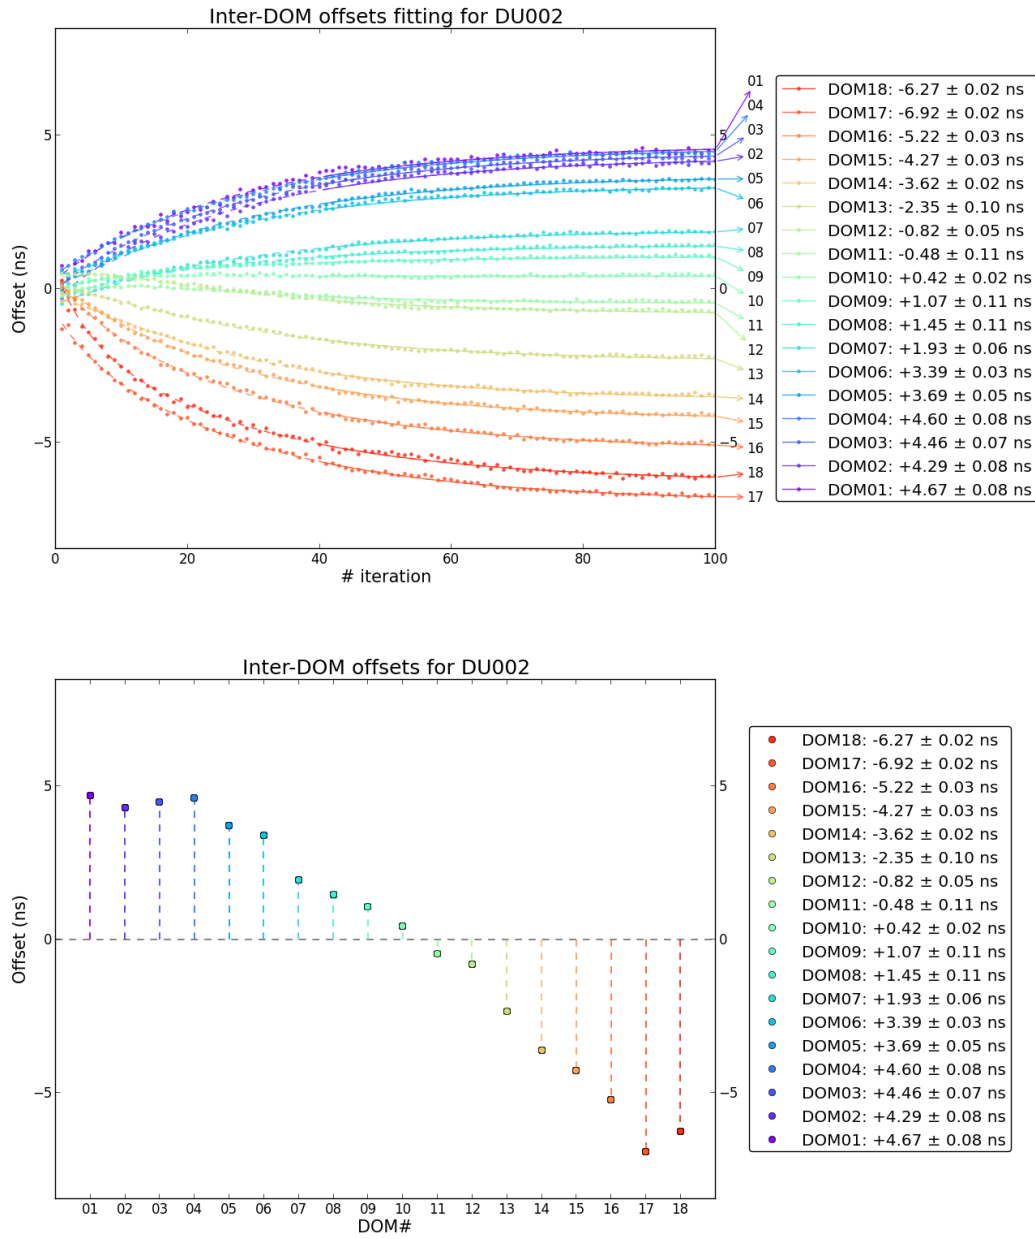 Inter-DOM offsets fitting for DU002
Offset (ns)
5
0
−5
5
0
−5
0
20
40
60
80
100
# iteration
01
04
03
02
05
06
07
08
09
10
11
12
13
14
15
16
18
17
DOM18: -6.27 ± 0.02 ns
DOM17: -6.92 ± 0.02 ns
DOM16: -5.22 ± 0.03 ns
DOM15: -4.27 ± 0.03 ns
DOM14: -3.62 ± 0.02 ns
DOM13: -2.35 ± 0.10 ns
DOM12: -0.82 ± 0.05 ns
DOM11: -0.48 ± 0.11 ns
DOM10: +0.42 ± 0.02 ns
DOM09: +1.07 ± 0.11 ns
DOM08: +1.45 ± 0.11 ns
DOM07: +1.93 ± 0.06 ns
DOM06: +3.39 ± 0.03 ns
DOM05: +3.69 ± 0.05 ns
DOM04: +4.60 ± 0.08 ns
DOM03: +4.46 ± 0.07 ns
DOM02: +4.29 ± 0.08 ns
DOM01: +4.67 ± 0.08 ns
Inter-DOM offsets for DU002
Offset (ns)
5
0
−5
5
0
−5
01 02 03 04 05 06 07 08 09 10 11 12 13 14 15 16 17 18
DOM#
DOM18: -6.27 ± 0.02 ns
DOM17: -6.92 ± 0.02 ns
DOM16: -5.22 ± 0.03 ns
DOM15: -4.27 ± 0.03 ns
DOM14: -3.62 ± 0.02 ns
DOM13: -2.35 ± 0.10 ns
DOM12: -0.82 ± 0.05 ns
DOM11: -0.48 ± 0.11 ns
DOM10: +0.42 ± 0.02 ns
DOM09: +1.07 ± 0.11 ns
DOM08: +1.45 ± 0.11 ns
DOM07: +1.93 ± 0.06 ns
DOM06: +3.39 ± 0.03 ns
DOM05: +3.69 ± 0.05 ns
DOM04: +4.60 ± 0.08 ns
DOM03: +4.46 ± 0.07 ns
DOM02: +4.29 ± 0.08 ns
DOM01: +4.67 ± 0.08 ns